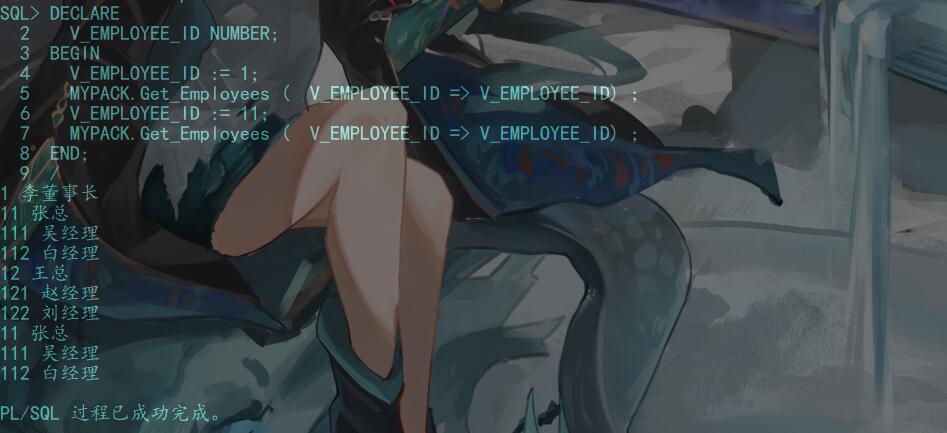 SQL> DECLARE
  2    V_EMPLOYEE_ID NUMBER;
  3  BEGIN
  4    V_EMPLOYEE_ID := 1;
  5    MYPACK.Get_Employees (  V_EMPLOYEE_ID => V_EMPLOYEE_ID) ;
  6    V_EMPLOYEE_ID := 11;
  7    MYPACK.Get_Employees (  V_EMPLOYEE_ID => V_EMPLOYEE_ID) ;
  8  END;
  9  /
1 李董事长
11 张总
111 吴经理
112 白经理
12 王总
121 赵经理
122 刘经理
11 张总
111 吴经理
112 白经理
PL/SQL 过程已成功完成。